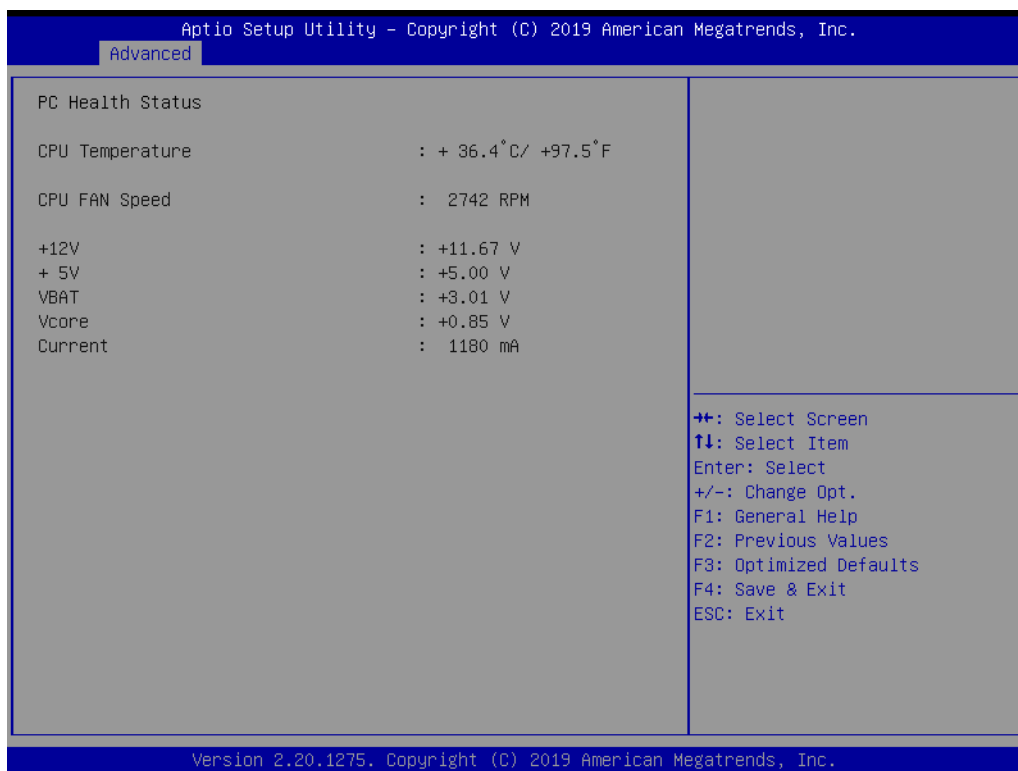 Aptio Setup Utility – Copyright (C) 2019 American Megatrends, Inc.
Advanced
PC Health Status
CPU Temperature : + 36.4°C/ +97.5°F
CPU FAN Speed : 2742 RPM
+12V : +11.67 V
+ 5V : +5.00 V
VBAT : +3.01 V
Vcore : +0.85 V
Current : 1180 mA
→←: Select Screen
↑↓: Select Item
Enter: Select
+/-: Change Opt.
F1: General Help
F2: Previous Values
F3: Optimized Defaults
F4: Save & Exit
ESC: Exit
Version 2.20.1275. Copyright (C) 2019 American Megatrends, Inc.